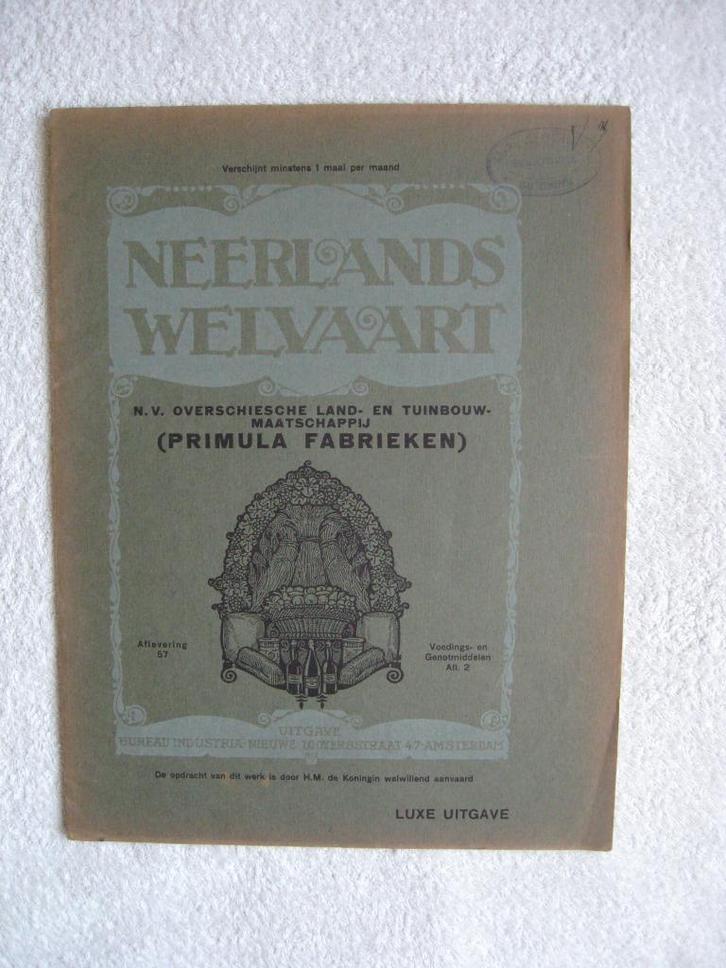 Verschijnt minstens 1 maal per maand
NEERLANDS
WELVAART
N.V. OVERSCHIESCHE LAND- EN TUINBOUW-
MAATSCHAPPIJ
(PRIMULA FABRIEKEN)
Aflevering
57
Voedings- en
Genotmiddelen
Afl. 2
UITGAVE
BUREAU INDUSTRIA·NIEUWE LOOYERSSTRAAT 47·AMSTERDAM
De opdracht van dit werk is door H.M. de Koningin welwillend aanvaard
LUXE UITGAVE